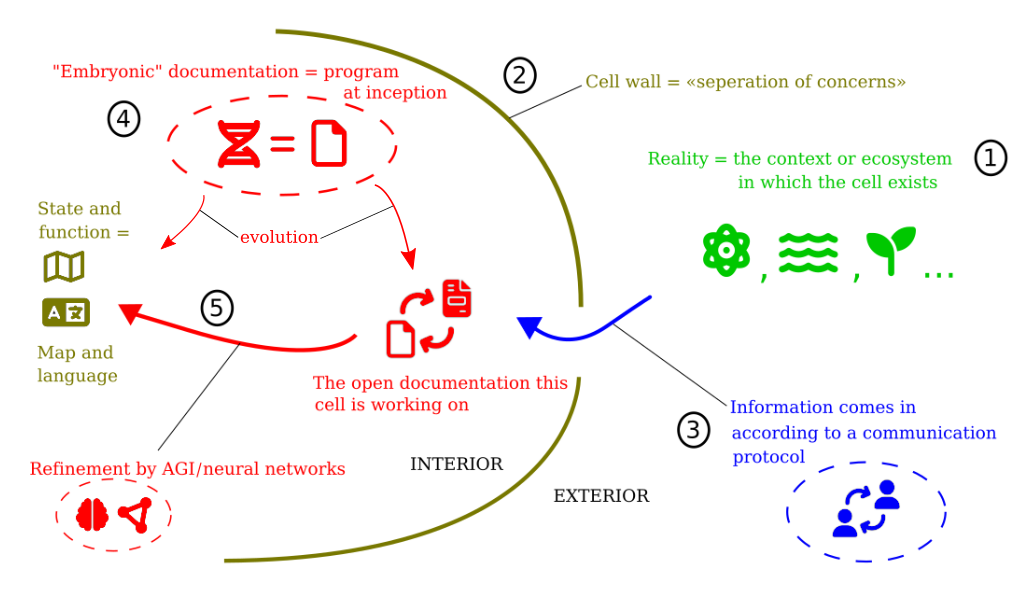 "Embryonic" documentation = program
at inception
④
②
Cell wall = «seperation of concerns»
Reality = the context or ecosystem
in which the cell exists
①
, , ...
State and
function =
evolution
A 文
Map and
language
⑤
The open documentation this
cell is working on
Information comes in
according to a communication
protocol
③
Refinement by AGI/neural networks
INTERIOR
EXTERIOR